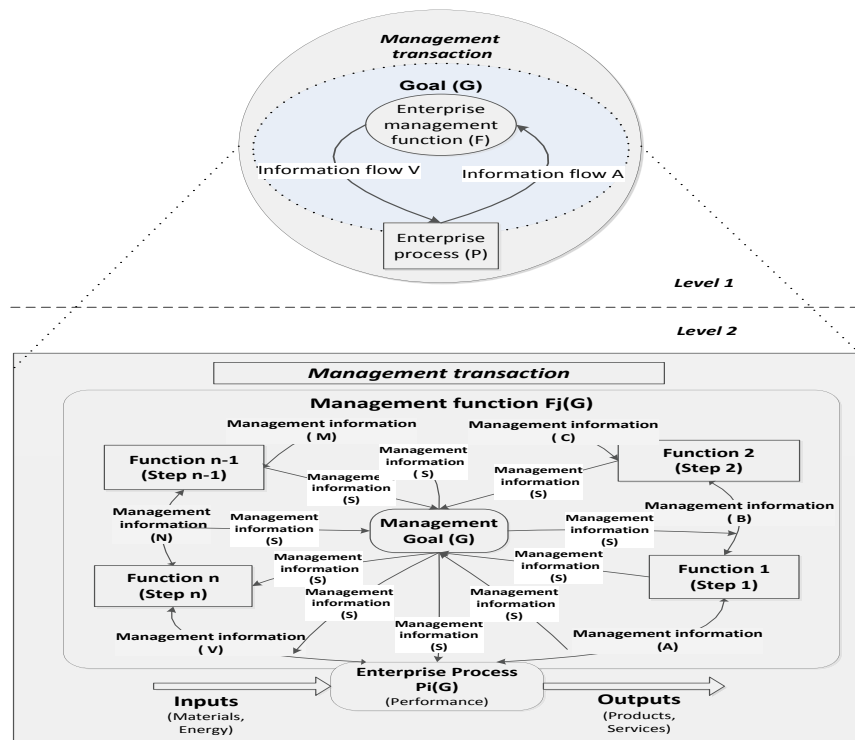 Management
transaction
Goal (G)
Enterprise
management
function (F)
Information flow V
Information flow A
Enterprise
process (P)
Level 1
Level 2
Management transaction
Management function Fj(G)
Management information
( M)
Management information
( C)
Function n-1
(Step n-1)
Management
information
( S)
Function 2
(Step 2)
Manageme
information
(S)
Management
information
(S)
Management
information
(N)
Management
information
(S)
Management
Goal (G)
Management
information
(S)
Management information
( B)
Function n
(Step n)
Management
information
(S)
Management
information
(S)
Function 1
(Step 1)
Management
information
(S)
Management
information
(S)
Management
information
(S)
Management information
( V)
Management information
(A)
Enterprise Process
Pi(G)
(Performance)
Inputs
(Materials,
Energy)
Outputs
(Products,
Services)